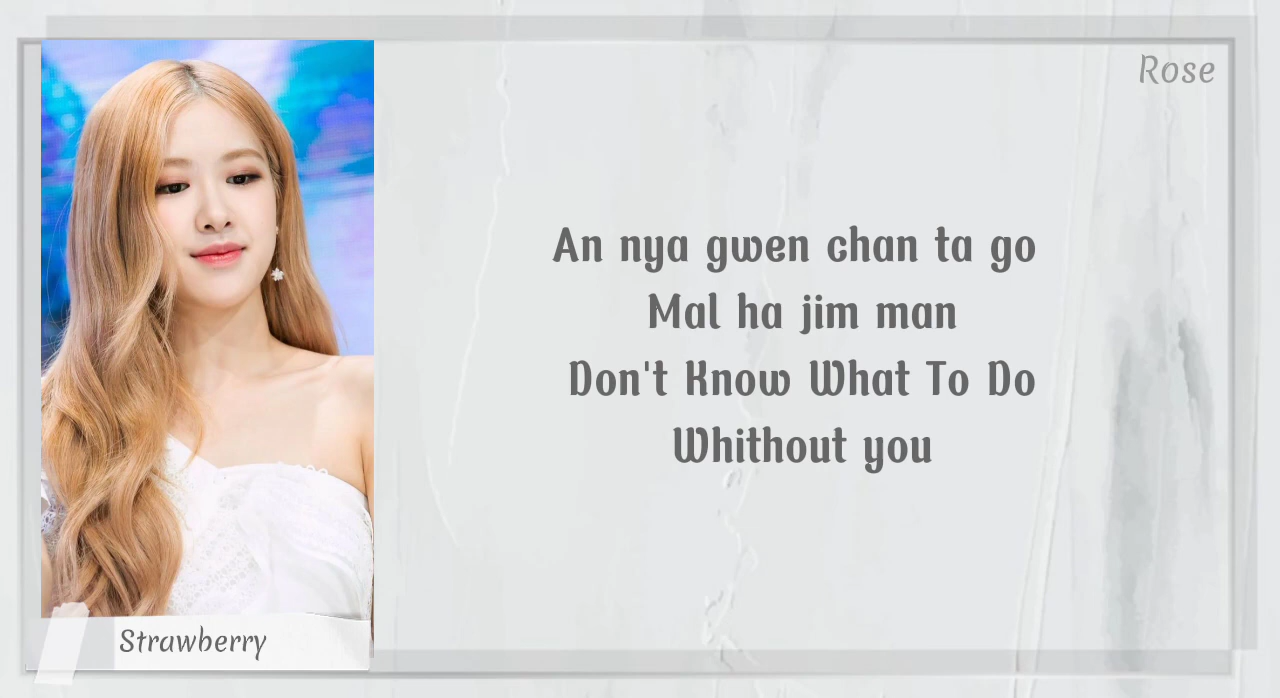 Rose
An nya gwen chan ta go
Mal ha jim man
Don't Know What To Do
Whithout you
Strawberry